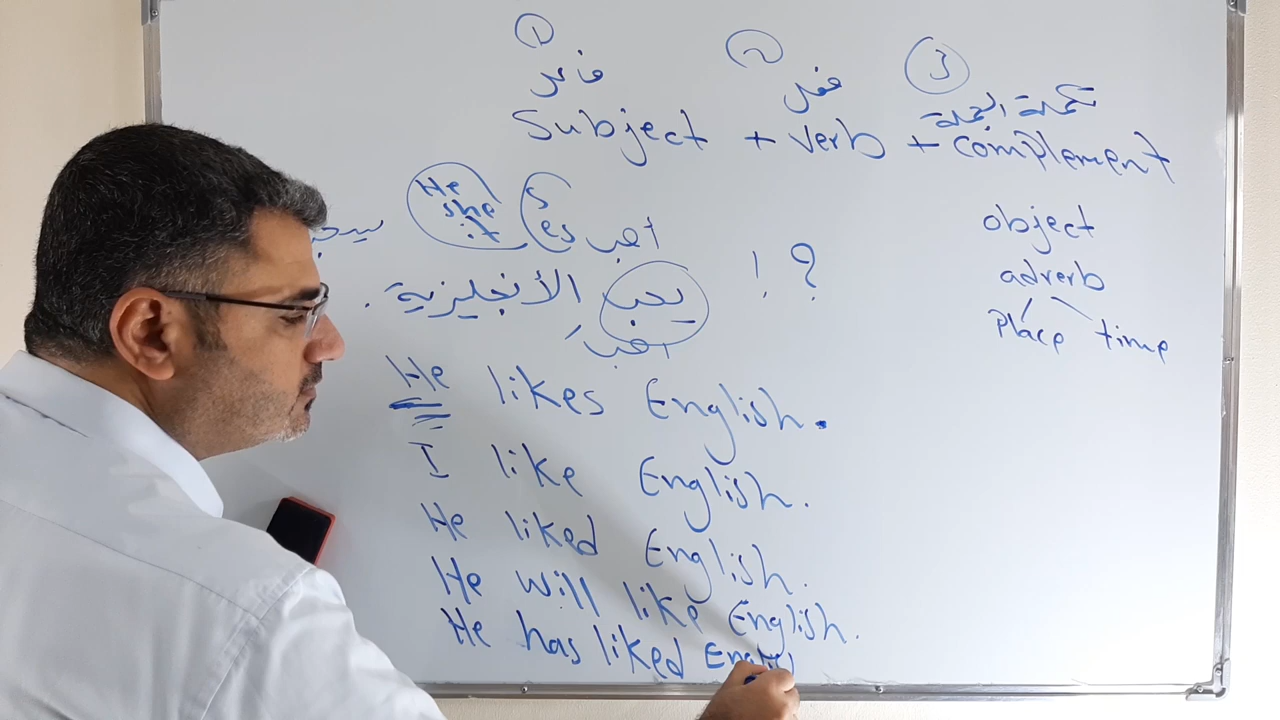 1 2 3
فاعل فعل تكملة الجملة
Subject + Verb + complement
He
she
it
s
es
أحب
object
adverb
place time
! ?
يحب الأنجليزية .
أحب
He likes English.
I like English.
He liked English.
He will like English.
He has liked English